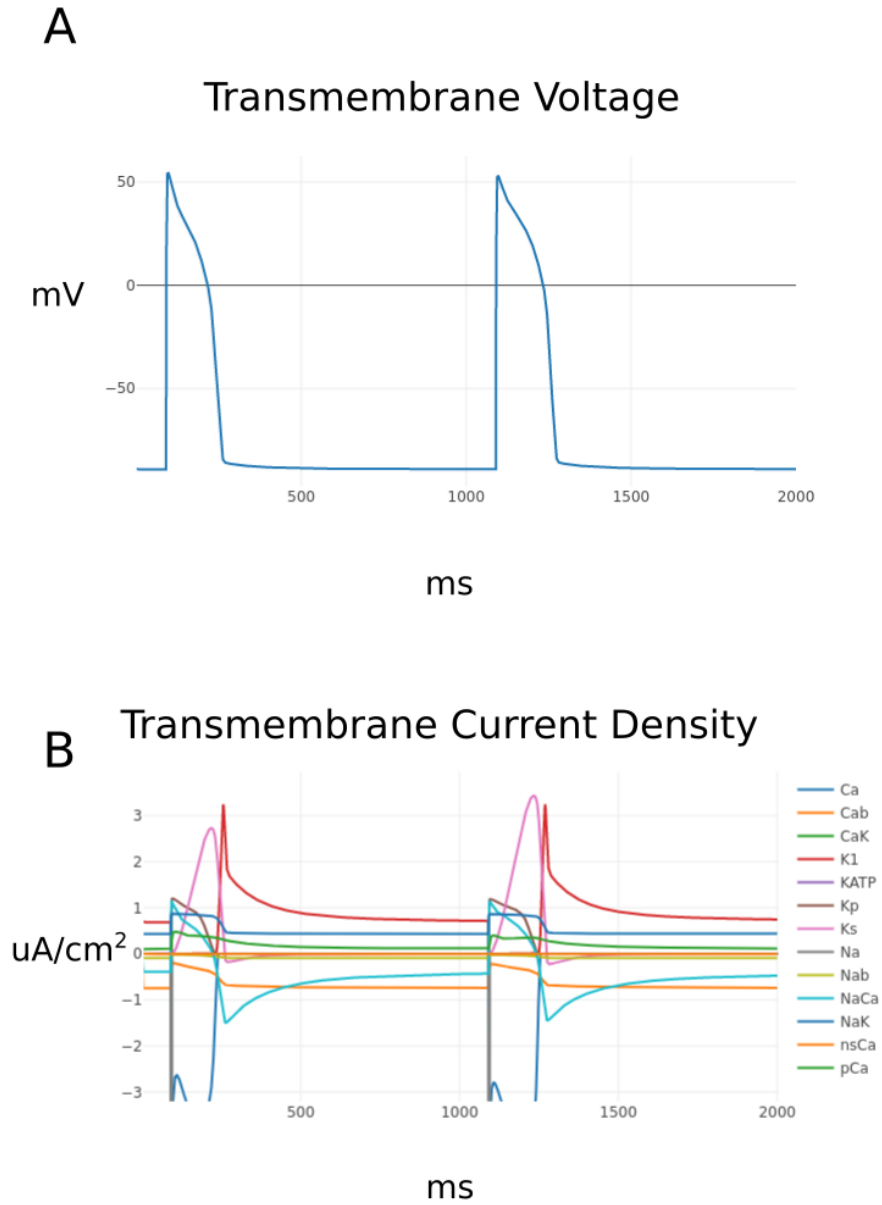 A
Transmembrane Voltage
50
mV
0
−50
500
1000
1500
2000
ms
B
Transmembrane Current Density
3
2
1
uA/cm²
0
−1
−2
−3
500
1000
1500
2000
ms
Ca
Cab
CaK
K1
KATP
Kp
Ks
Na
Nab
NaCa
NaK
nsCa
pCa